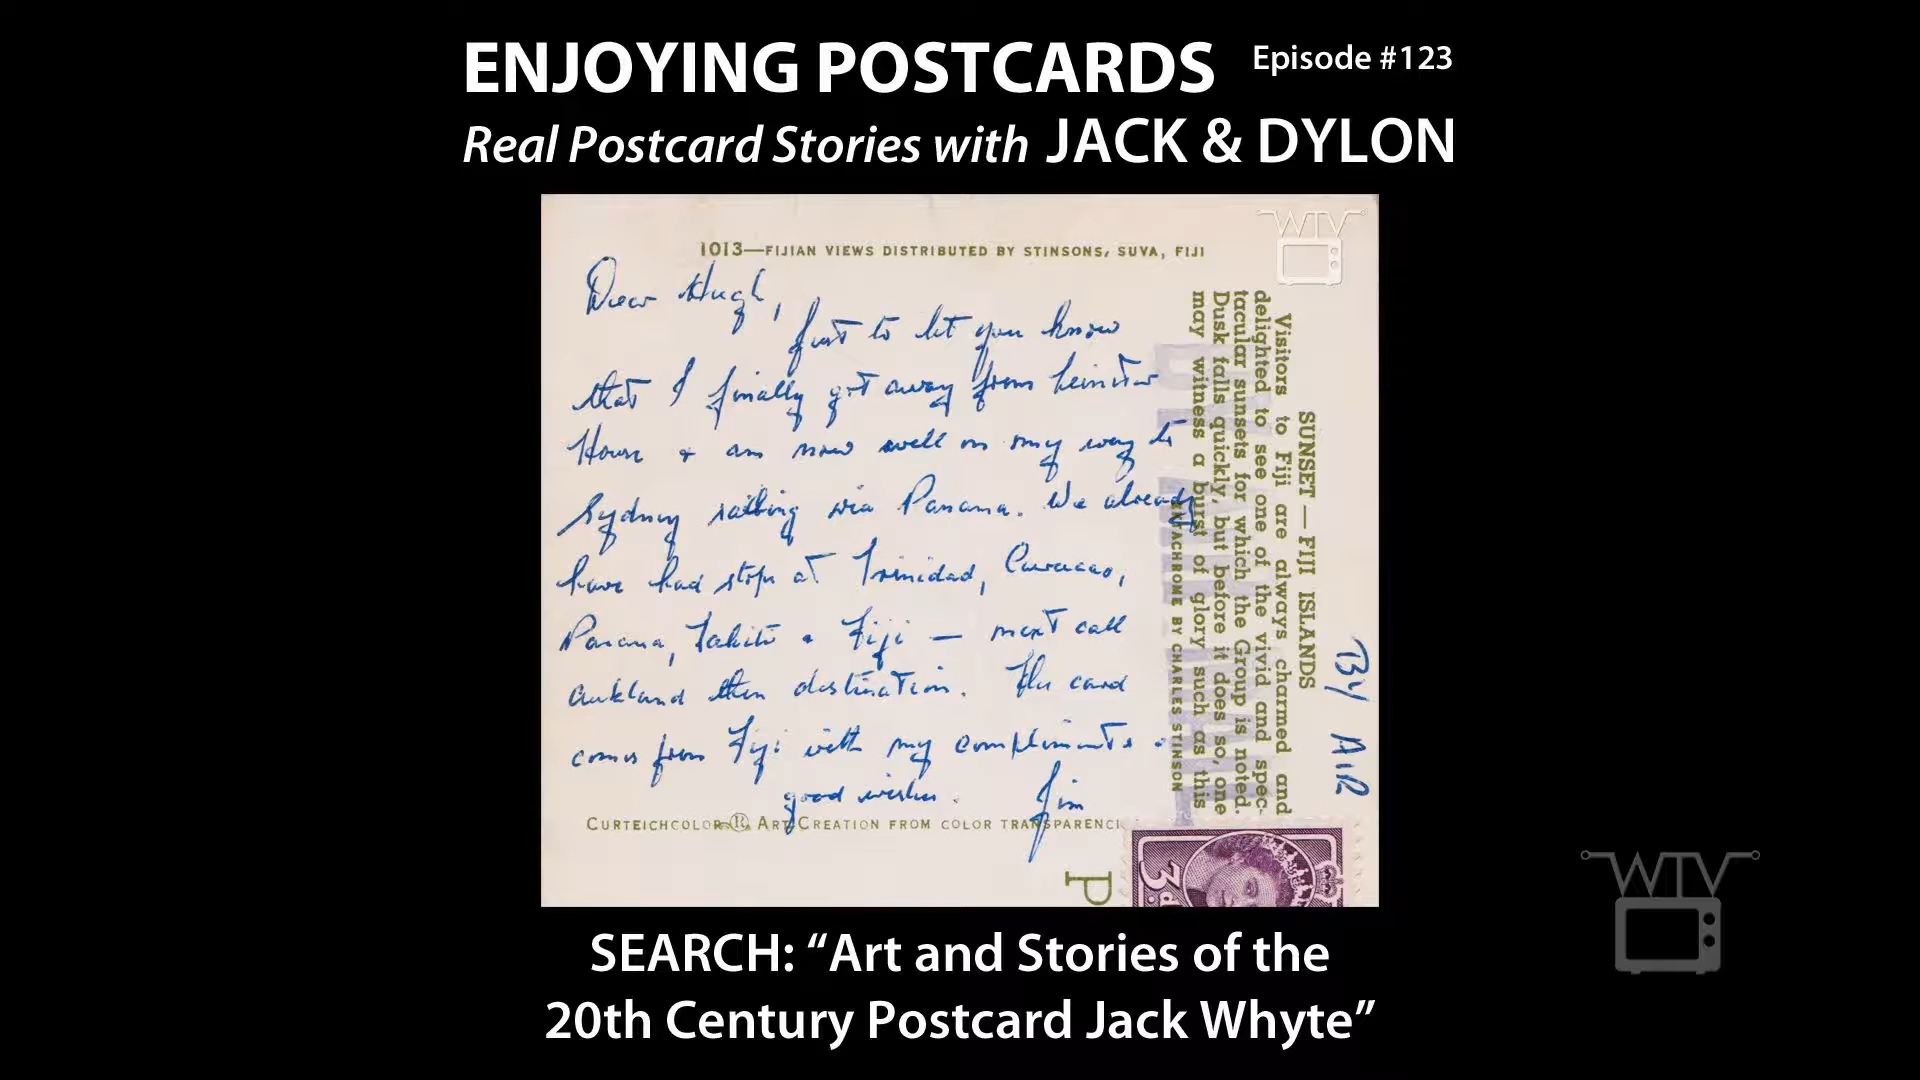 ENJOYING POSTCARDS Episode #123
Real Postcard Stories with JACK & DYLON
WTV
1013—FIJIAN VIEWS DISTRIBUTED BY STINSONS, SUVA, FIJI
Dear Hugh,
Just to let you know
that I finally got away from
House & am now well on my way to
Sydney sailing via Panama. We already
have had stops at Trinidad, Curacao,
Panama, Tahiti & Fiji — next call
Aukland then destination. This card
comes from Fiji with my compliments &
good wishes. Jim
CURTEICHCOLOR® ART-CREATION FROM COLOR TRANSPARENC
SUNSET — FIJI ISLANDS
Visitors to Fiji are always charmed and
delighted to see one of the vivid and spec-
tacular sunsets for which the Group is noted.
Dusk falls quickly, but before it does so, one
may witness a burst of glory such as this
BY CHARLES STINSON
BY AIR
P
3d
WTV
SEARCH: “Art and Stories of the
20th Century Postcard Jack Whyte”